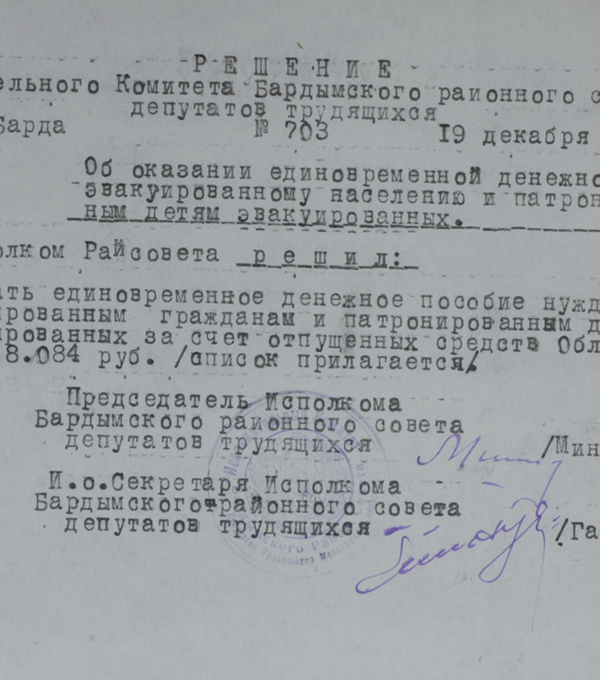 РЕШЕНИЕ
ельного Комитета Бардымского районного с
депутатов трудящихся
Барда № 703 19 декабря
Об оказании единовременной денежно
эвакуированному населению и патрон
ным детям эвакуированных.
олком Райсовета решил:
ать единовременное денежное пособие нужд
ированным гражданам и патронированным д
ированных за счет отпущенных средств Обл
8.084 руб. /список прилагается/.
Председатель Исполкома
Бардымского районного совета
депутатов трудящихся /Мин
И.о.Секретаря Исполкома
Бардымского районного совета
депутатов трудящихся /Га